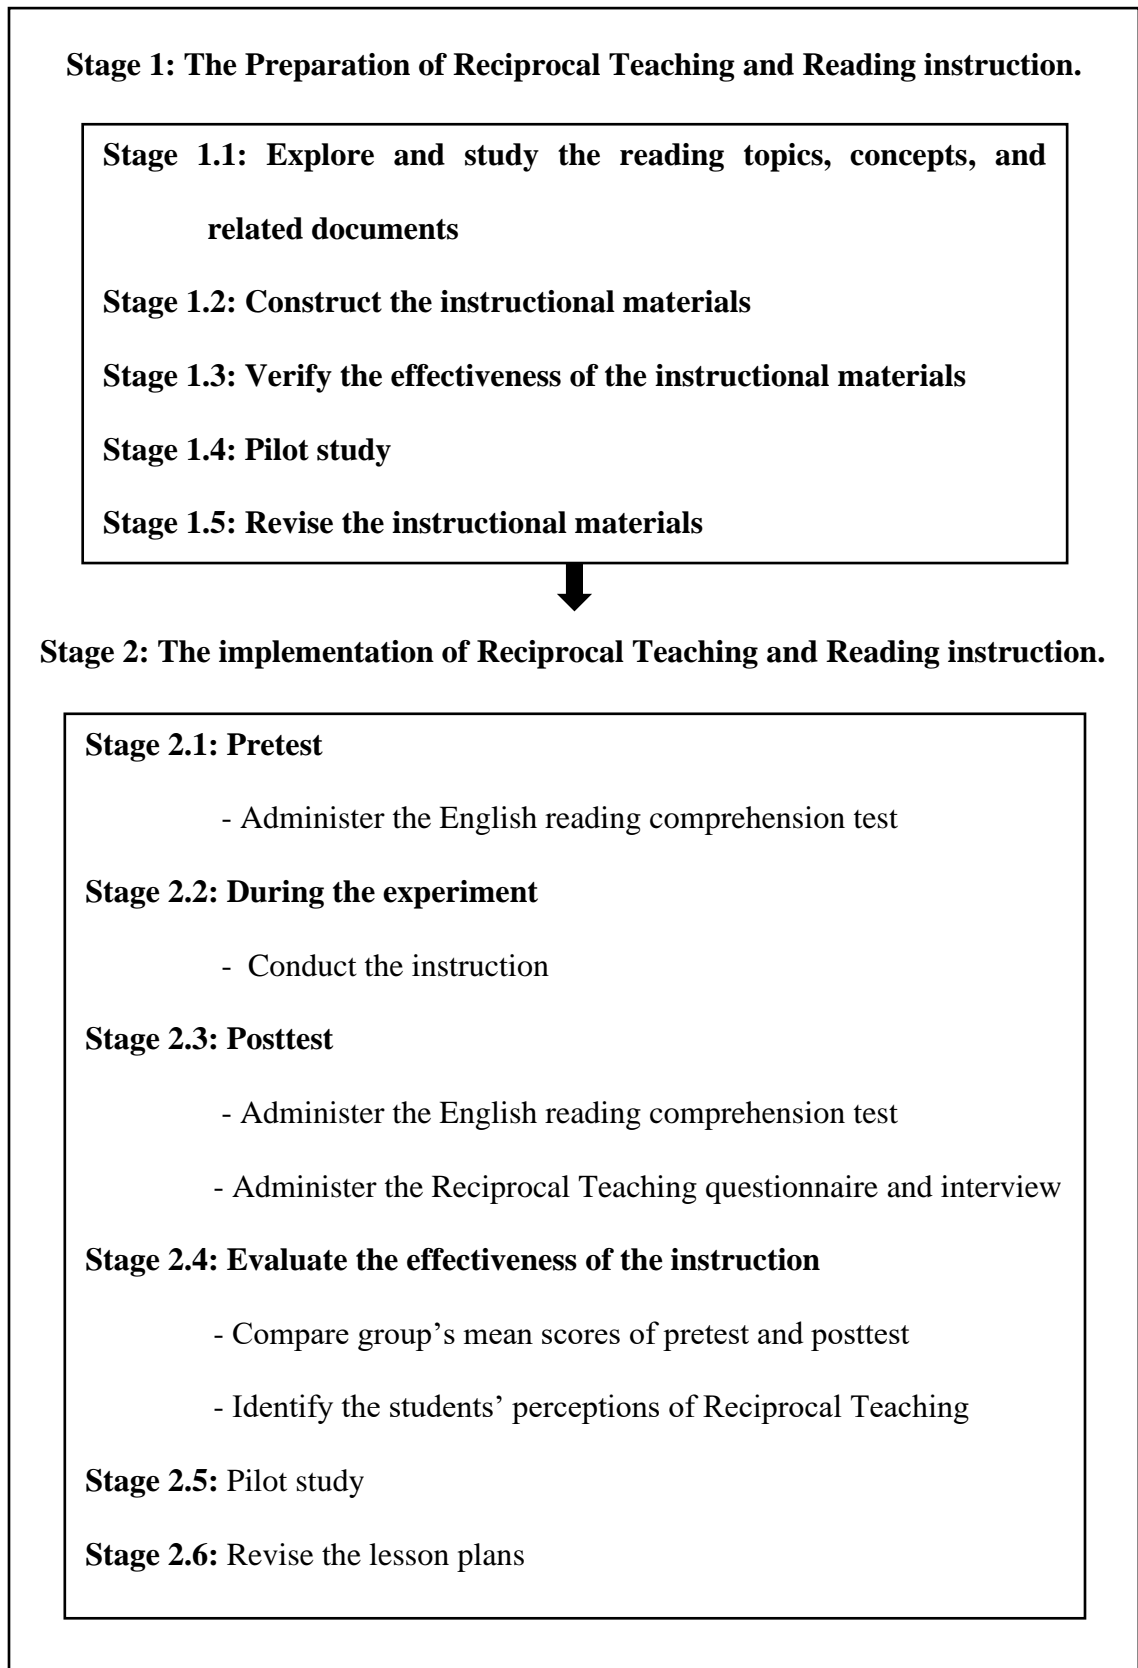 Stage 1: The Preparation of Reciprocal Teaching and Reading instruction.
Stage 1.1: Explore and study the reading topics, concepts, and
related documents
Stage 1.2: Construct the instructional materials
Stage 1.3: Verify the effectiveness of the instructional materials
Stage 1.4: Pilot study
Stage 1.5: Revise the instructional materials
Stage 2: The implementation of Reciprocal Teaching and Reading instruction.
Stage 2.1: Pretest
- Administer the English reading comprehension test
Stage 2.2: During the experiment
- Conduct the instruction
Stage 2.3: Posttest
- Administer the English reading comprehension test
- Administer the Reciprocal Teaching questionnaire and interview
Stage 2.4: Evaluate the effectiveness of the instruction
- Compare group’s mean scores of pretest and posttest
- Identify the students’ perceptions of Reciprocal Teaching
Stage 2.5: Pilot study
Stage 2.6: Revise the lesson plans